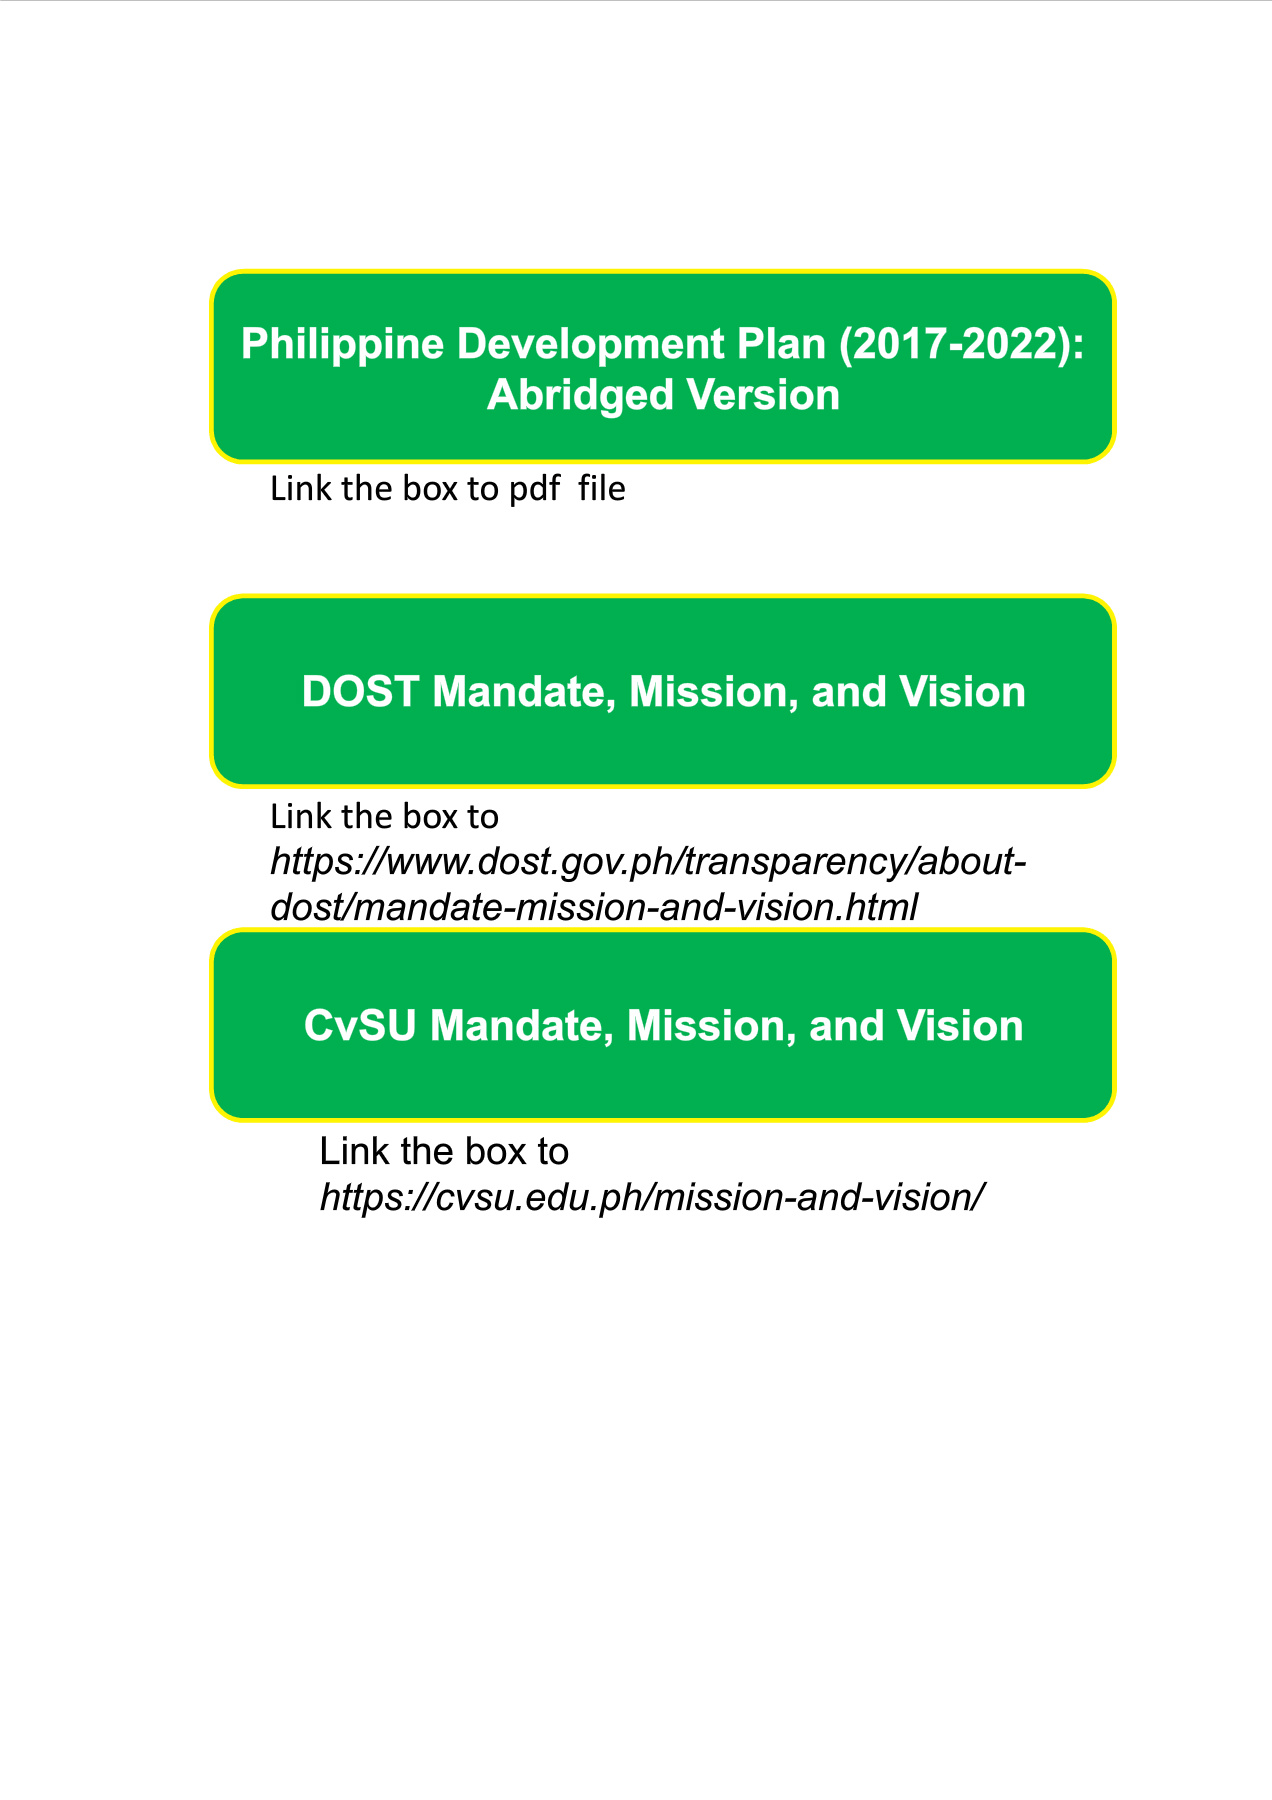 Philippine Development Plan (2017-2022):
Abridged Version
Link the box to pdf  file
DOST Mandate, Mission, and Vision
Link the box to
https://www.dost.gov.ph/transparency/about-
dost/mandate-mission-and-vision.html
CvSU Mandate, Mission, and Vision
Link the box to
https://cvsu.edu.ph/mission-and-vision/